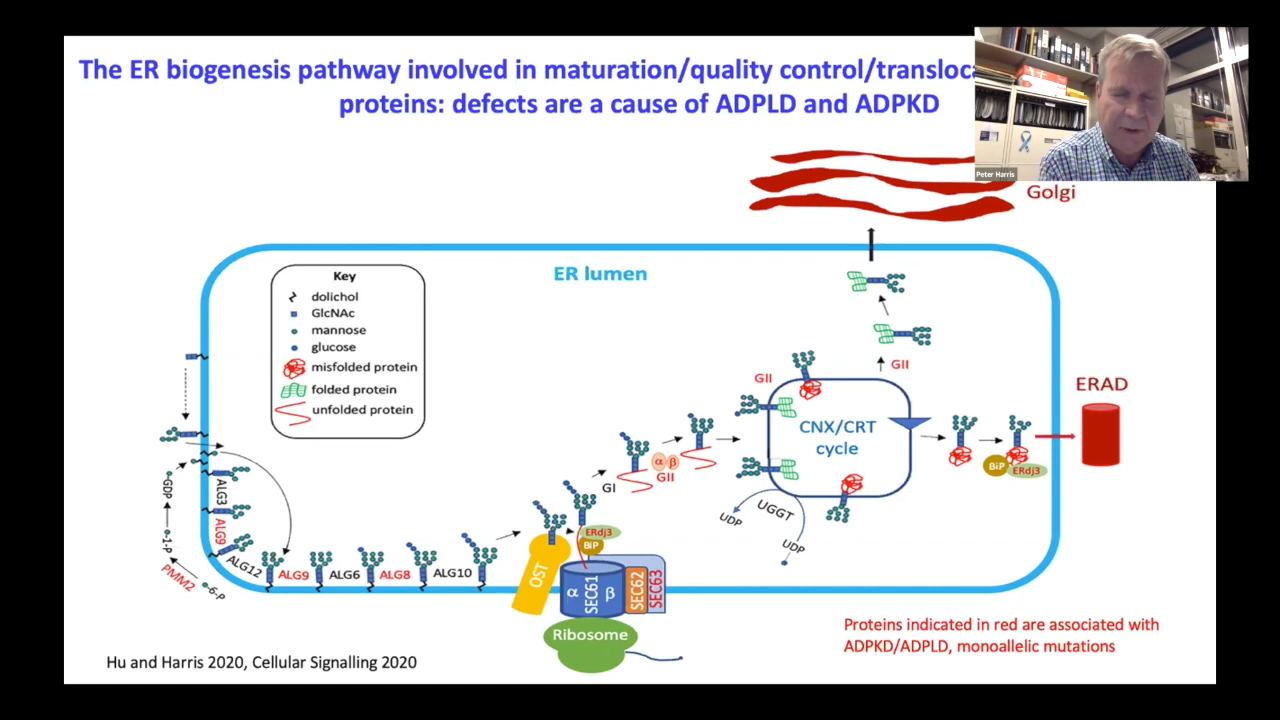 The ER biogenesis pathway involved in maturation/quality control/transloca
proteins: defects are a cause of ADPLD and ADPKD
Peter Harris
Golgi
ER lumen
Key
dolichol
GlcNAc
mannose
glucose
misfolded protein
folded protein
unfolded protein
GII
GII
ERAD
CNX/CRT
cycle
α β
GII
GI
BiP
ERdj3
UGGT
UDP
UDP
GDP
ALG3
ALG9
-1-P
ALG12
PMM2
-6-P
ALG9
ALG6
ALG8
ALG10
OST
ERdj3
BiP
α
SEC61
β
SEC62
SEC63
Ribosome
Proteins indicated in red are associated with
ADPKD/ADPLD, monoallelic mutations
Hu and Harris 2020, Cellular Signalling 2020